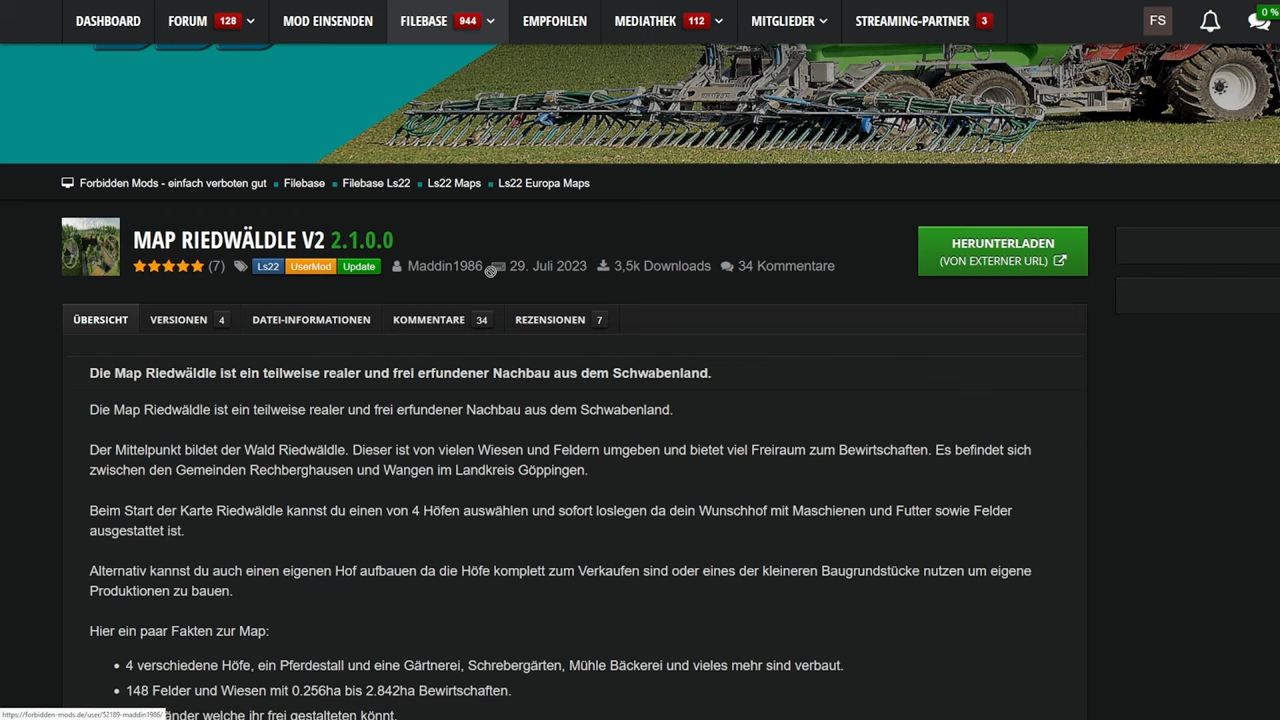 DASHBOARD FORUM 128 MOD EINSENDEN FILEBASE 944 EMPFOHLEN MEDIATHEK 112 MITGLIEDER STREAMING-PARTNER 3 FS 0 %
Forbidden Mods - einfach verboten gut Filebase Filebase Ls22 Ls22 Maps Ls22 Europa Maps
MAP RIEDWÄLDLE V2 2.1.0.0
(7) Ls22 UserMod Update Maddin1986 29. Juli 2023 3,5k Downloads 34 Kommentare
HERUNTERLADEN
(VON EXTERNER URL)
ÜBERSICHT VERSIONEN 4 DATEI-INFORMATIONEN KOMMENTARE 34 REZENSIONEN 7
Die Map Riedwäldle ist ein teilweise realer und frei erfundener Nachbau aus dem Schwabenland.
Die Map Riedwäldle ist ein teilweise realer und frei erfundener Nachbau aus dem Schwabenland.
Der Mittelpunkt bildet der Wald Riedwäldle. Dieser ist von vielen Wiesen und Feldern umgeben und bietet viel Freiraum zum Bewirtschaften. Es befindet sich
zwischen den Gemeinden Rechberghausen und Wangen im Landkreis Göppingen.
Beim Start der Karte Riedwäldle kannst du einen von 4 Höfen auswählen und sofort loslegen da dein Wunschhof mit Maschienen und Futter sowie Felder
ausgestattet ist.
Alternativ kannst du auch einen eigenen Hof aufbauen da die Höfe komplett zum Verkaufen sind oder eines der kleineren Baugrundstücke nutzen um eigene
Produktionen zu bauen.
Hier ein paar Fakten zur Map:
• 4 verschiedene Höfe, ein Pferdestall und eine Gärtnerei, Schrebergärten, Mühle Bäckerei und vieles mehr sind verbaut.
• 148 Felder und Wiesen mit 0.256ha bis 2.842ha Bewirtschaften.
änder welche ihr frei gestalten könnt.
https://forbidden-mods.de/user/52189-maddin1986/